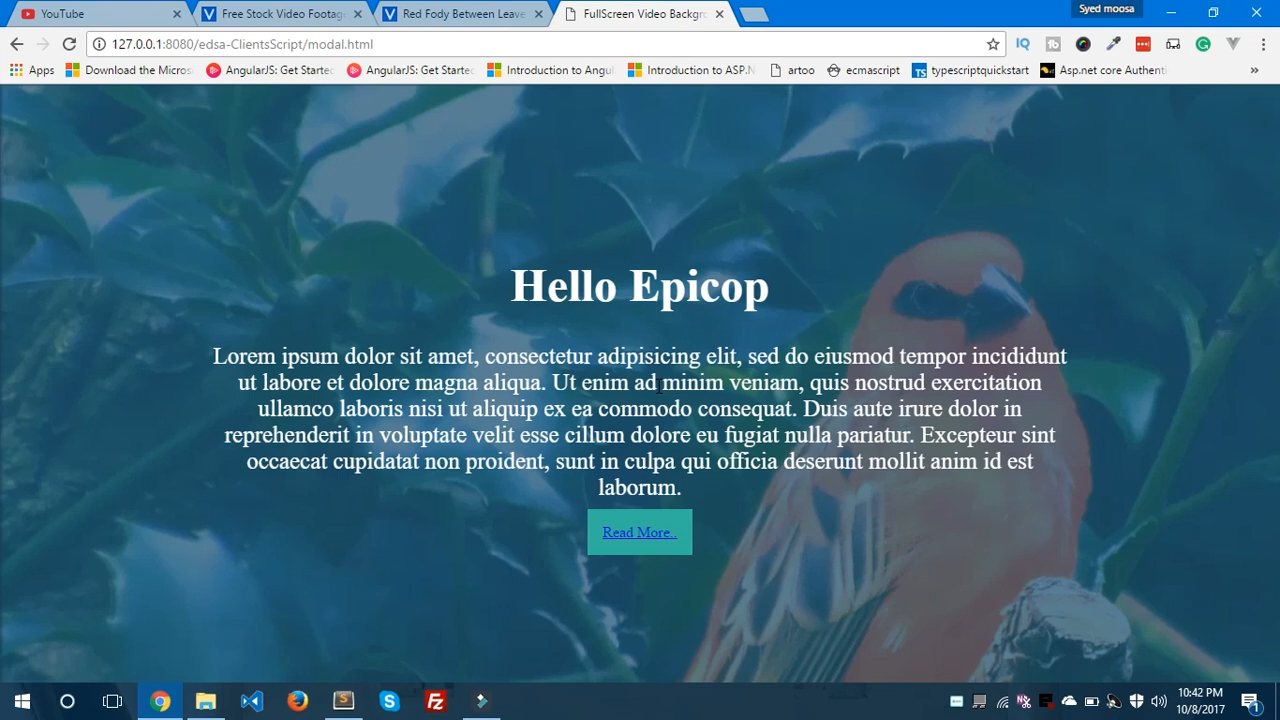 YouTube
Free Stock Video Footag
Red Fody Between Leave
FullScreen Video Backgro
Syed moosa
127.0.0.1:8080/edsa-ClientsScript/modal.html
Apps
Download the Micros
AngularJS: Get Starte
AngularJS: Get Starte
Introduction to Angu
Introduction to ASP.N
cartoo
ecmascript
typescriptquickstart
Asp.net core Authent
Hello Epicop
Lorem ipsum dolor sit amet, consectetur adipisicing elit, sed do eiusmod tempor incididunt
ut labore et dolore magna aliqua. Ut enim ad minim veniam, quis nostrud exercitation
ullamco laboris nisi ut aliquip ex ea commodo consequat. Duis aute irure dolor in
reprehenderit in voluptate velit esse cillum dolore eu fugiat nulla pariatur. Excepteur sint
occaecat cupidatat non proident, sunt in culpa qui officia deserunt mollit anim id est
laborum.
Read More..
10:42 PM
10/8/2017